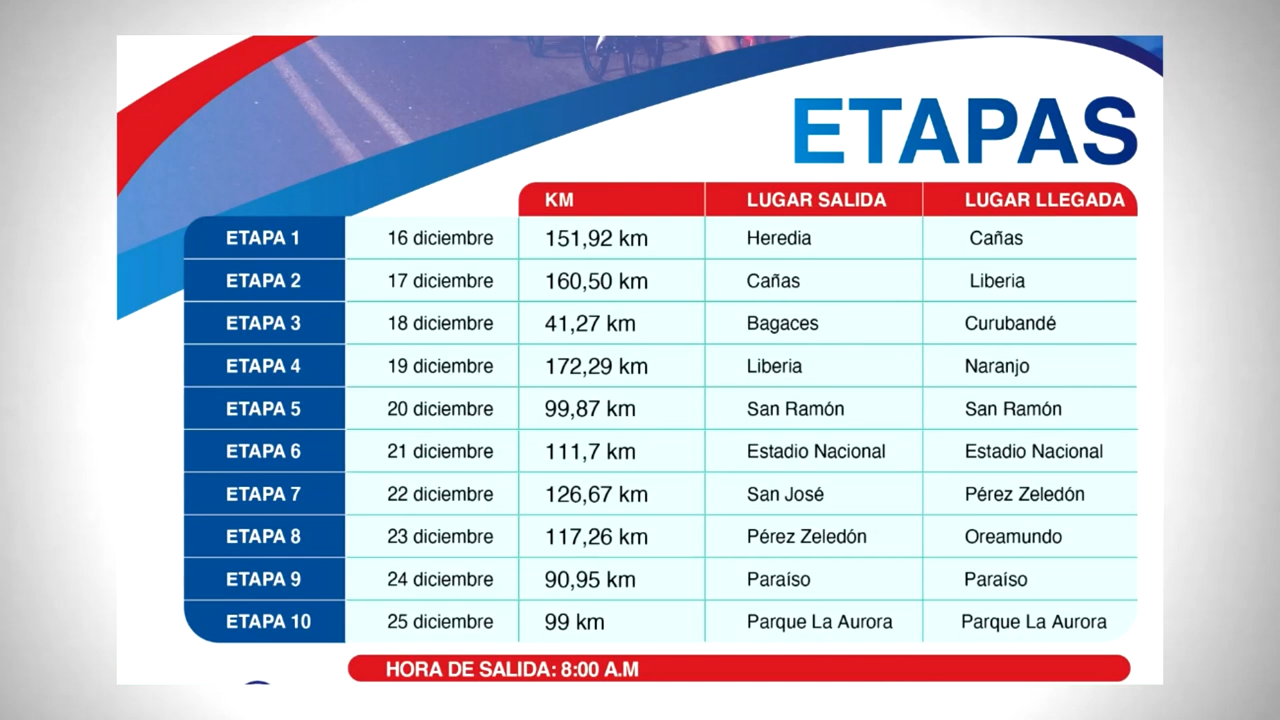 ETAPAS
KM LUGAR SALIDA LUGAR LLEGADA
ETAPA 1 16 diciembre 151,92 km Heredia Cañas
ETAPA 2 17 diciembre 160,50 km Cañas Liberia
ETAPA 3 18 diciembre 41,27 km Bagaces Curubandé
ETAPA 4 19 diciembre 172,29 km Liberia Naranjo
ETAPA 5 20 diciembre 99,87 km San Ramón San Ramón
ETAPA 6 21 diciembre 111,7 km Estadio Nacional Estadio Nacional
ETAPA 7 22 diciembre 126,67 km San José Pérez Zeledón
ETAPA 8 23 diciembre 117,26 km Pérez Zeledón Oreamundo
ETAPA 9 24 diciembre 90,95 km Paraíso Paraíso
ETAPA 10 25 diciembre 99 km Parque La Aurora Parque La Aurora
HORA DE SALIDA: 8:00 A.M